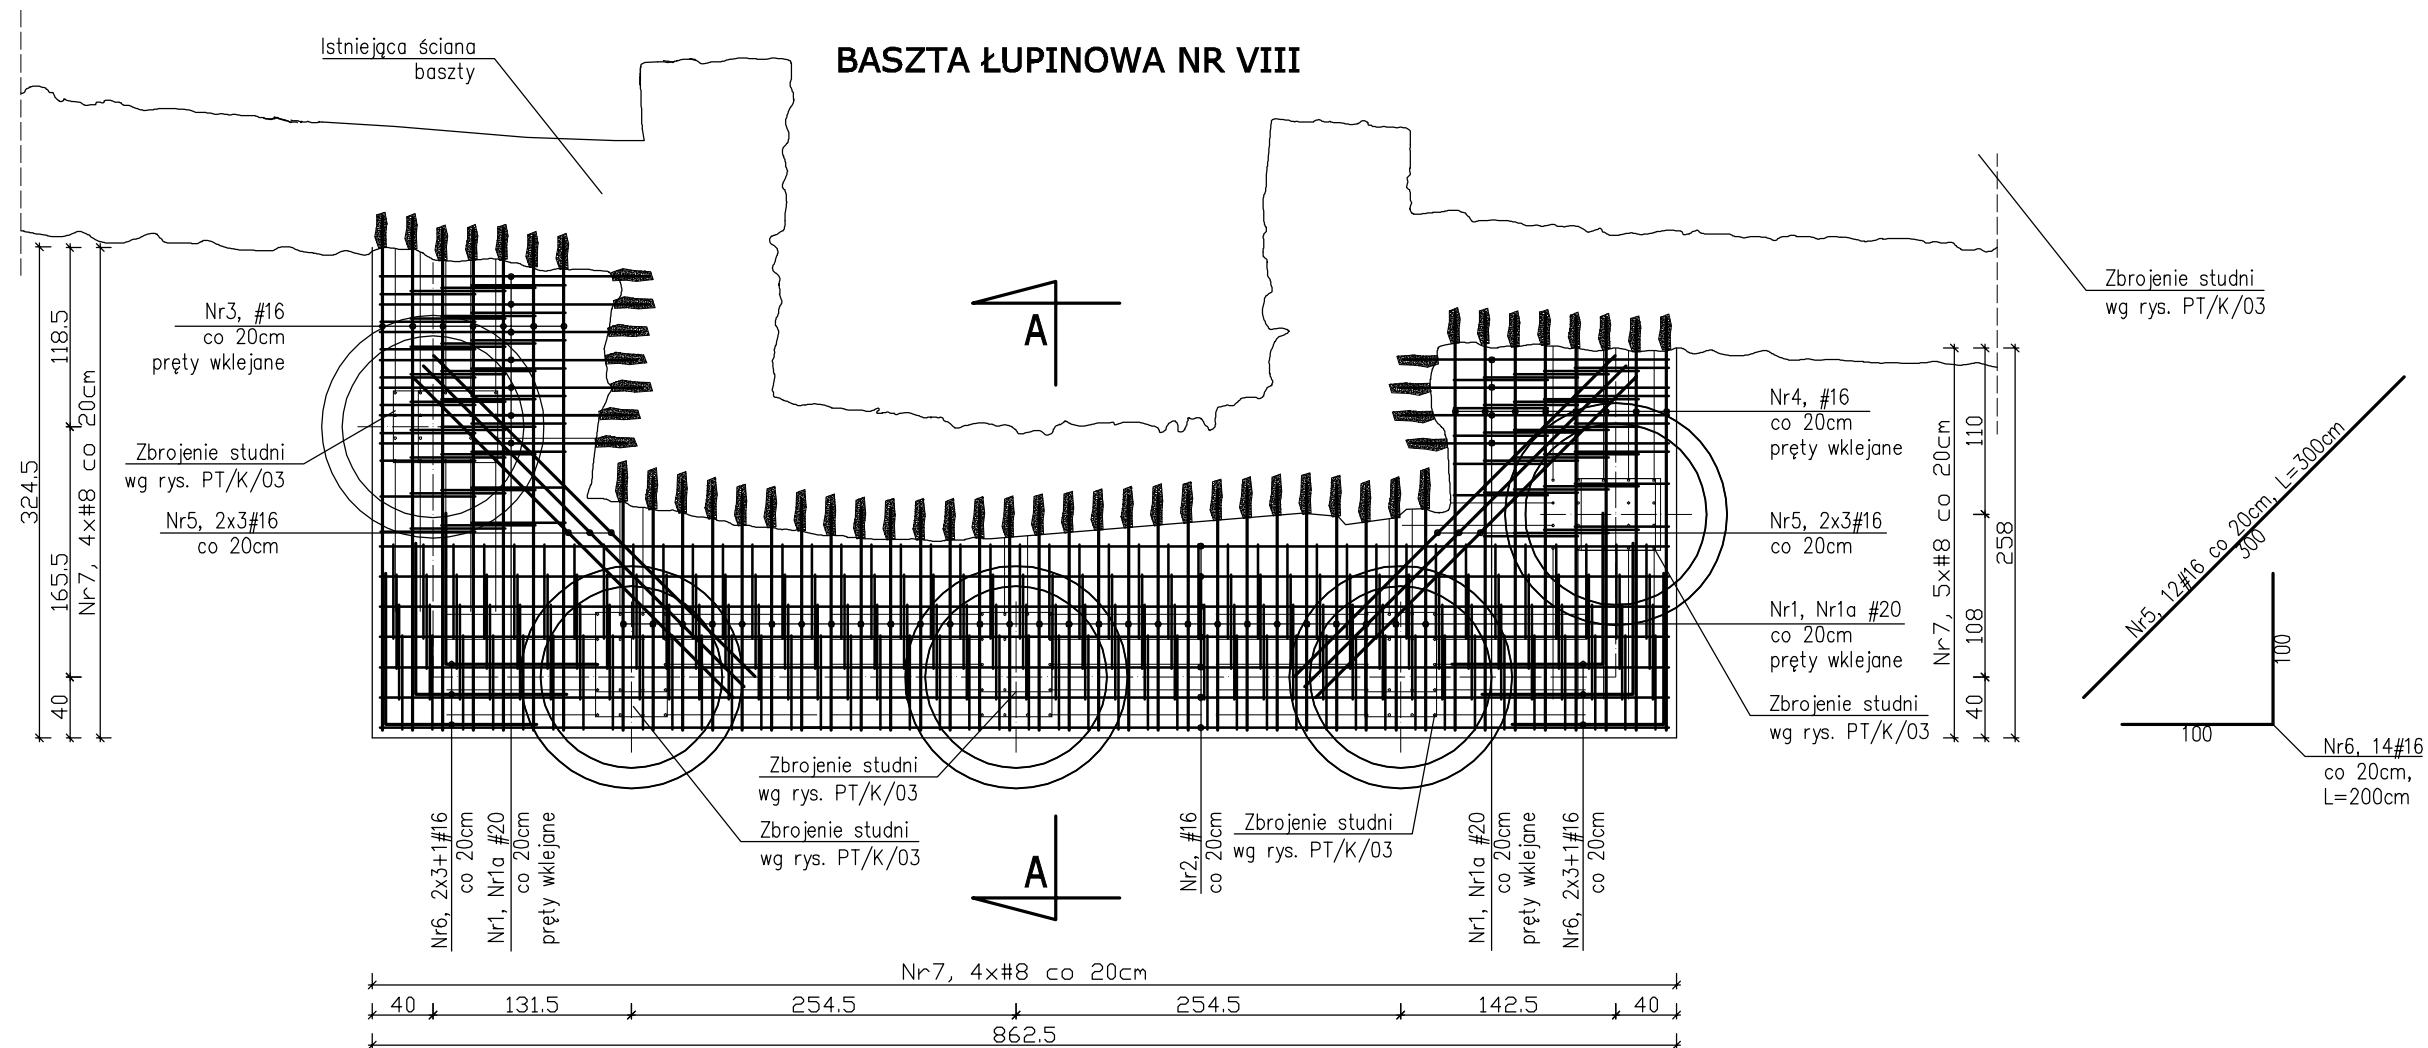 BASZTA ŁUPINOWA NR VIII
Istniejąca ściana
baszty
Zbrojenie studni
wg rys. PT/K/03
Nr3, #16
co 20cm
pręty wklejane
Zbrojenie studni
wg rys. PT/K/03
Nr5, 2x3#16
co 20cm
324.5
118.5
165.5
40
Nr7, 4x#8 co 20cm
A
Nr4, #16
co 20cm
pręty wklejane
Nr5, 2x3#16
co 20cm
Nr1, Nr1a #20
co 20cm
pręty wklejane
Zbrojenie studni
wg rys. PT/K/03
Nr7, 5x#8 co 20cm
110
108
40
258
Nr5, 12#16 co 20cm, L=300cm
300
100
100
Nr6, 14#16
co 20cm,
L=200cm
Zbrojenie studni
wg rys. PT/K/03
Zbrojenie studni
wg rys. PT/K/03
Zbrojenie studni
wg rys. PT/K/03
Nr6, 2x3+1#16
co 20cm
Nr1, Nr1a #20
co 20cm
pręty wklejane
A
Nr2, #16
co 20cm
Nr1, Nr1a #20
co 20cm
pręty wklejane
Nr6, 2x3+1#16
co 20cm
Nr7, 4x#8 co 20cm
40 131.5 254.5 254.5 142.5 40
862.5